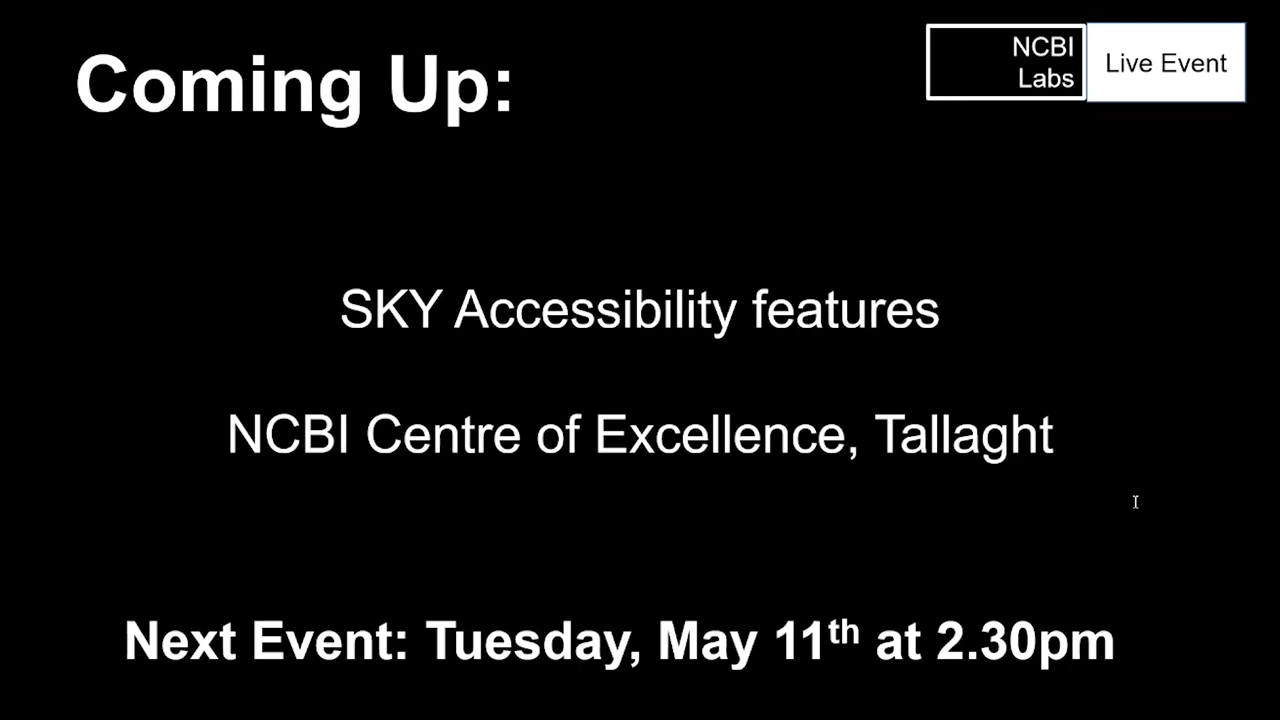 Coming Up:
NCBI
Labs
Live Event
SKY Accessibility features
NCBI Centre of Excellence, Tallaght
Next Event: Tuesday, May 11th at 2.30pm